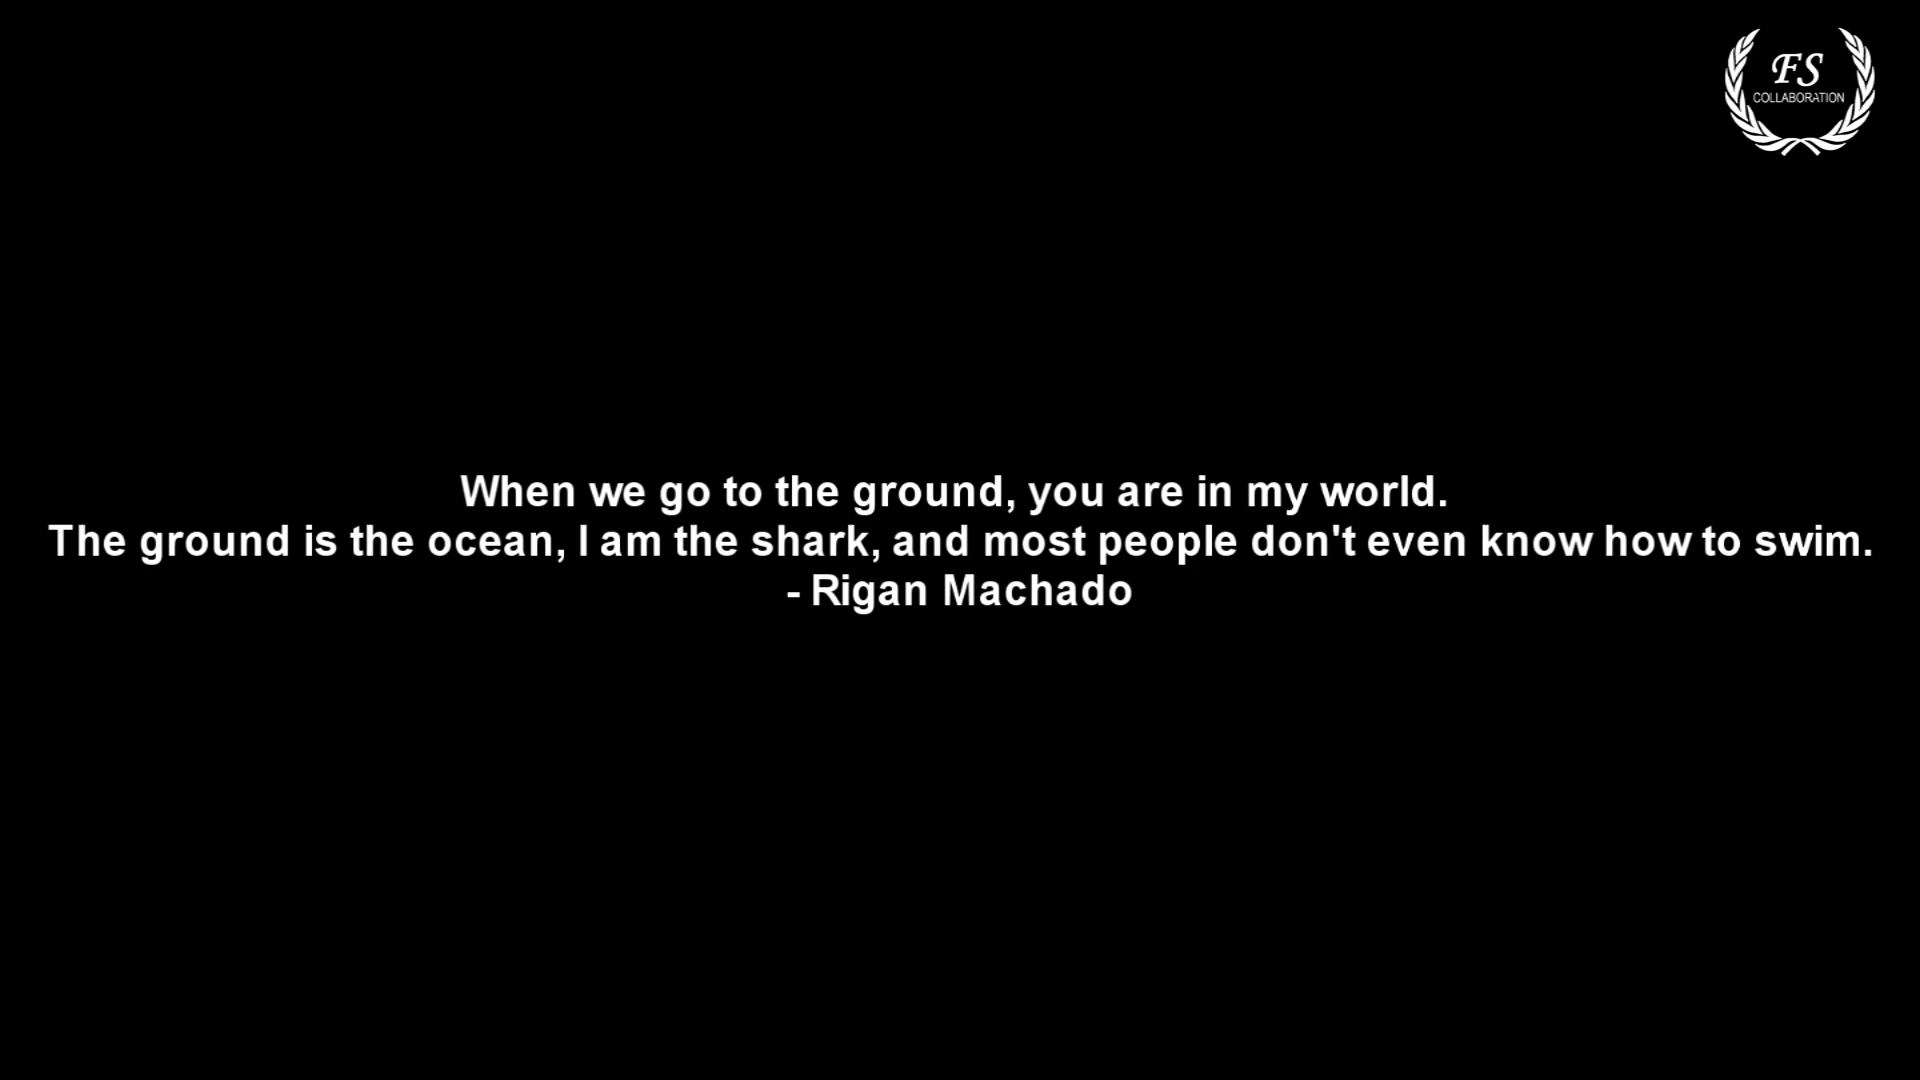 FS
COLLABORATION
When we go to the ground, you are in my world.
The ground is the ocean, I am the shark, and most people don't even know how to swim.
- Rigan Machado